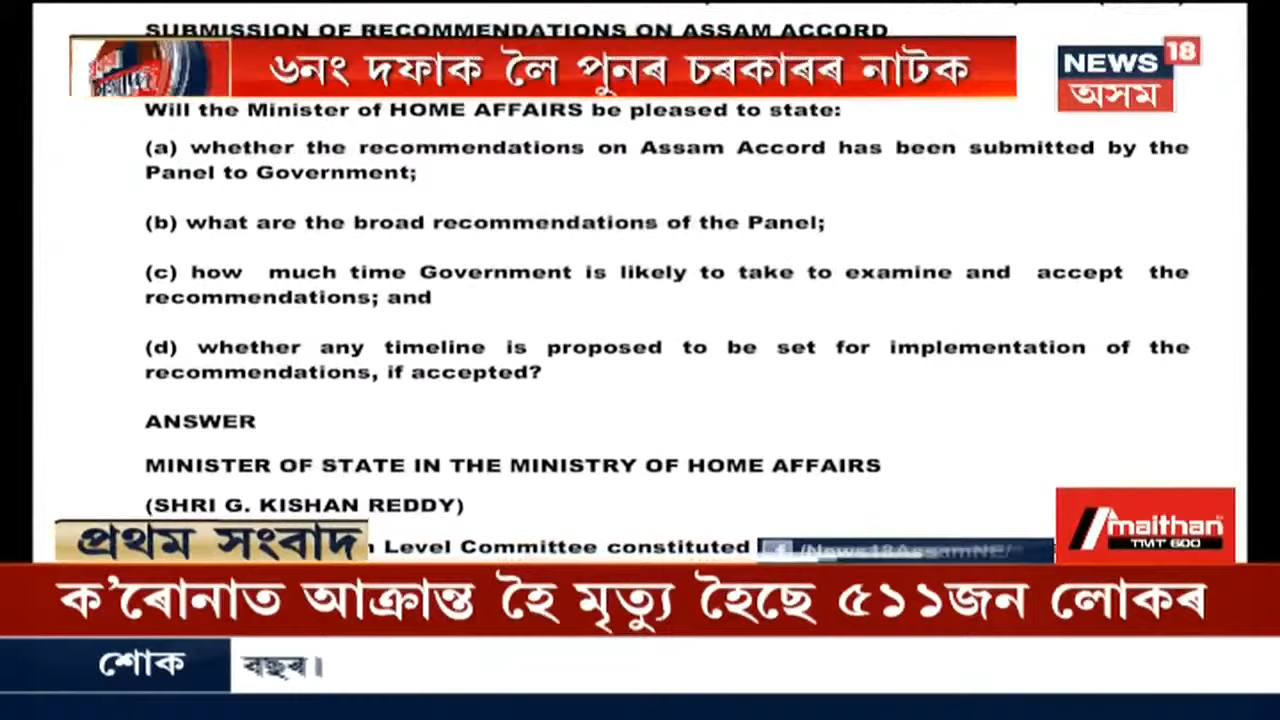 SUBMISSION OF RECOMMENDATIONS ON ASSAM ACCORD
৬নং দফাক লৈ পুনৰ চৰকাৰৰ নাটক
NEWS 18
অসম
Will the Minister of HOME AFFAIRS be pleased to state:
(a) whether the recommendations on Assam Accord has been submitted by the
Panel to Government;
(b) what are the broad recommendations of the Panel;
(c) how much time Government is likely to take to examine and accept the
recommendations; and
(d) whether any timeline is proposed to be set for implementation of the
recommendations, if accepted?
ANSWER
MINISTER OF STATE IN THE MINISTRY OF HOME AFFAIRS
(SHRI G. KISHAN REDDY)
প্ৰথম সংবাদ
Level Committee constituted
/News18AssamNE/
maithan
TMT 600
ক'ৰোনাত আক্ৰান্ত হৈ মৃত্যু হৈছে ৫১১জন লোকৰ
শোক
বছৰ।